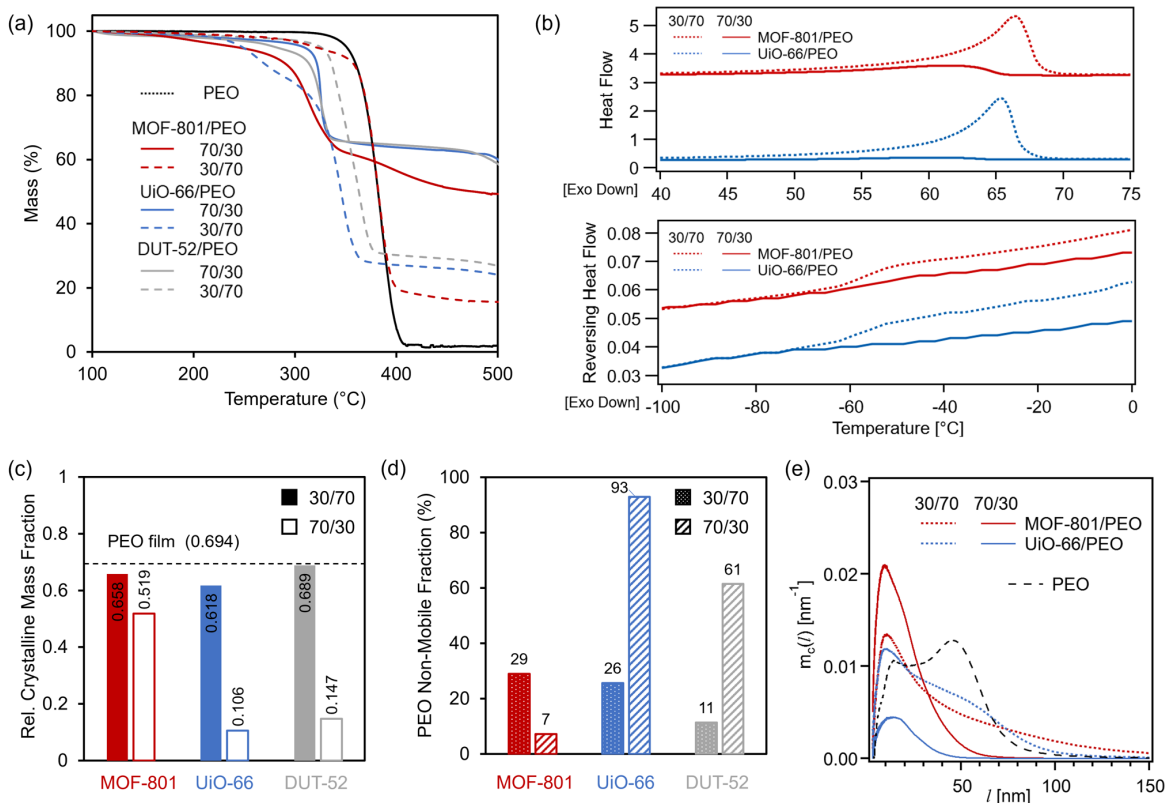 (a)
100
80
60
40
20
0
Mass (%)
PEO
MOF-801/PEO
70/30
30/70
UiO-66/PEO
70/30
30/70
DUT-52/PEO
70/30
30/70
100 200 300 400 500
Temperature (°C)
(b)
30/70 70/30
MOF-801/PEO
UiO-66/PEO
5
4
3
2
1
0
Heat Flow
[Exo Down]
40 45 50 55 60 65 70 75
30/70 70/30
MOF-801/PEO
UiO-66/PEO
0.08
0.07
0.06
0.05
0.04
0.03
Reversing Heat Flow
[Exo Down]
-100 -80 -60 -40 -20 0
Temperature [°C]
(c)
1
0.8
0.6
0.4
0.2
0
Rel. Crystalline Mass Fraction
30/70
70/30
PEO film (0.694)
0.658
0.519
0.618
0.106
0.689
0.147
MOF-801 UiO-66 DUT-52
(d)
100
80
60
40
20
0
PEO Non-Mobile Fraction (%)
30/70
70/30
29
7
26
93
11
61
MOF-801 UiO-66 DUT-52
(e)
0.03
0.02
0.01
0.00
m꜀(l) [nm⁻¹]
30/70 70/30
MOF-801/PEO
UiO-66/PEO
PEO
50 100 150
l [nm]